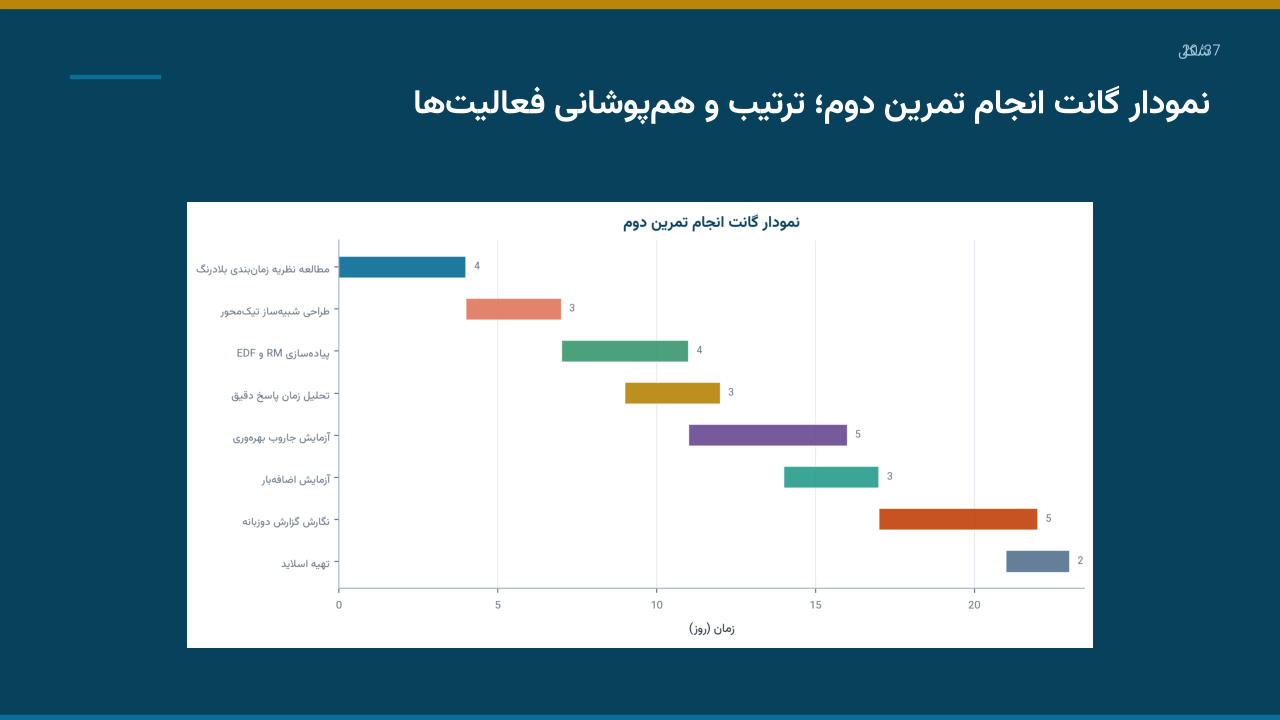 20/37
نمودار گانت انجام تمرین دوم؛ ترتیب و هم‌پوشانی فعالیت‌ها
نمودار گانت انجام تمرین دوم
مطالعه نظریه زمان‌بندی بلادرنگ
4
طراحی شبیه‌ساز تیک‌محور
3
پیاده‌سازی RM و EDF
4
تحلیل زمان پاسخ دقیق
3
آزمایش جاروب بهره‌وری
5
آزمایش اضافه‌بار
3
نگارش گزارش دوزبانه
5
تهیه اسلاید
2
0 5 10 15 20
زمان (روز)